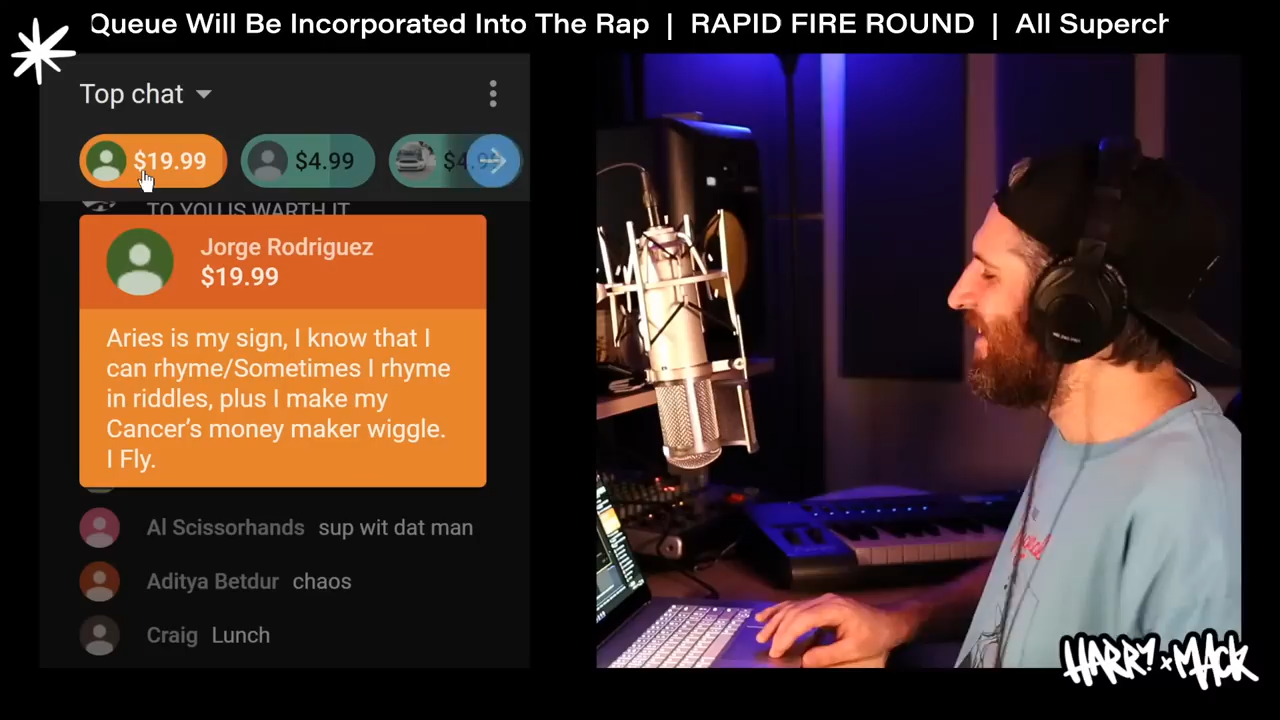 Queue Will Be Incorporated Into The Rap | RAPID FIRE ROUND | All Superch
Top chat
$19.99 $4.99 $4.99
TO YOU IS WARTH IT
Jorge Rodriguez
$19.99
Aries is my sign, I know that I
can rhyme/Sometimes I rhyme
in riddles, plus I make my
Cancer’s money maker wiggle.
I Fly.
Al Scissorhands sup wit dat man
Aditya Betdur chaos
Craig Lunch
HARRY x MACK